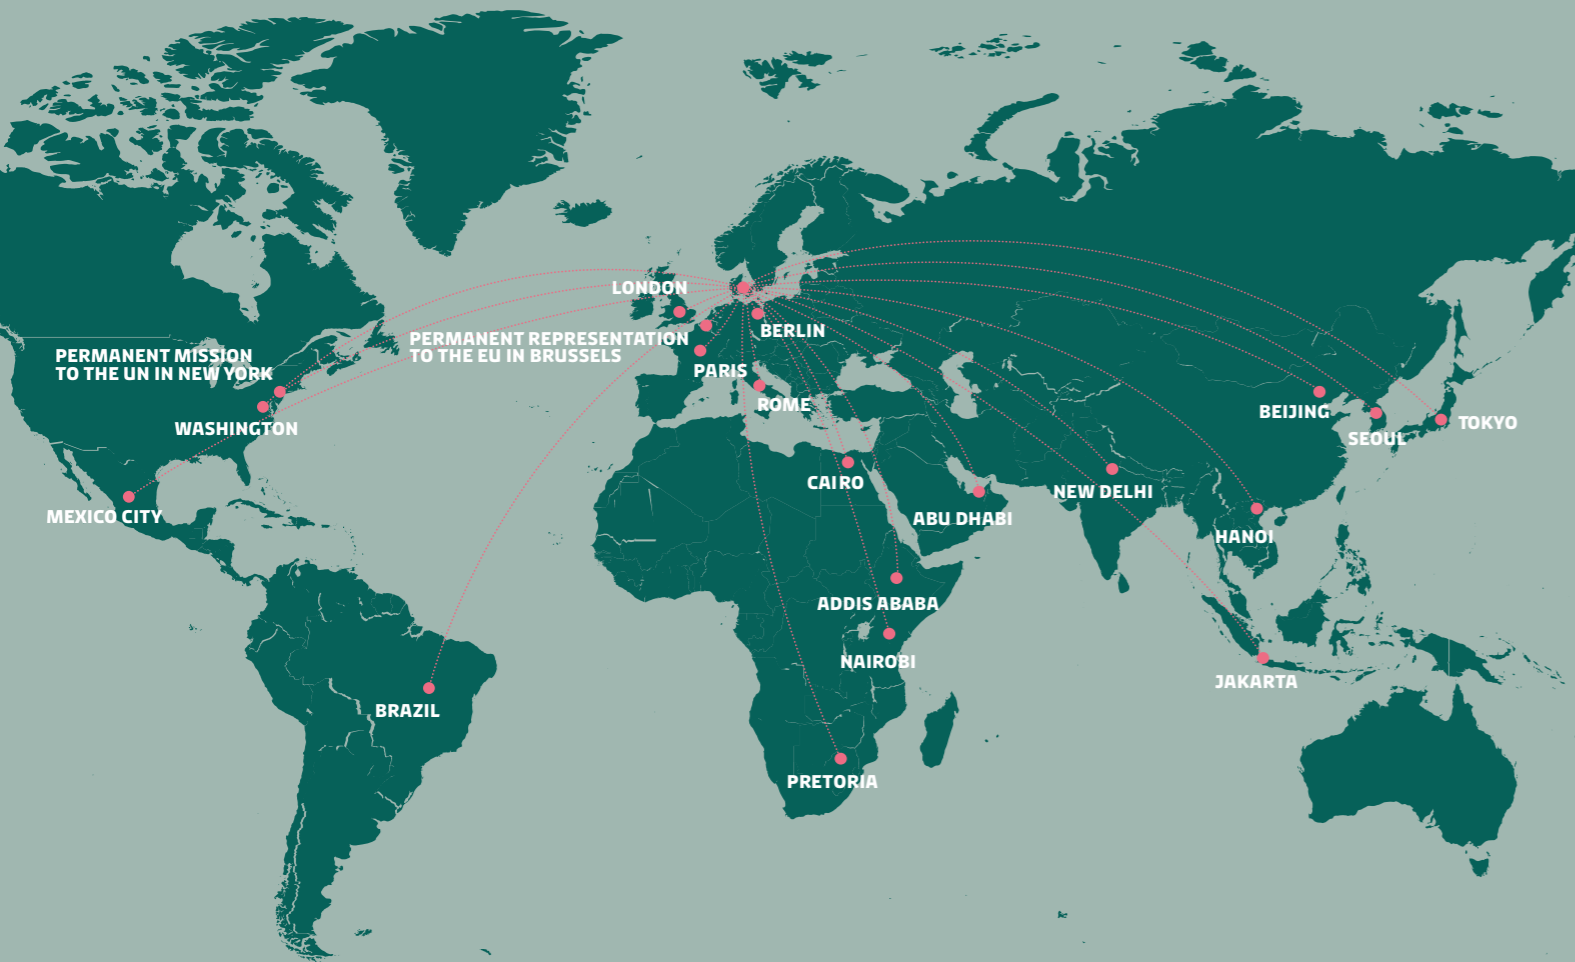 LONDON
PERMANENT REPRESENTATION
TO THE EU IN BRUSSELS
BERLIN
PERMANENT MISSION
TO THE UN IN NEW YORK
PARIS
ROME
WASHINGTON
BEIJING
SEOUL
TOKYO
MEXICO CITY
CAIRO
NEW DELHI
ABU DHABI
HANOI
ADDIS ABABA
NAIROBI
JAKARTA
BRAZIL
PRETORIA